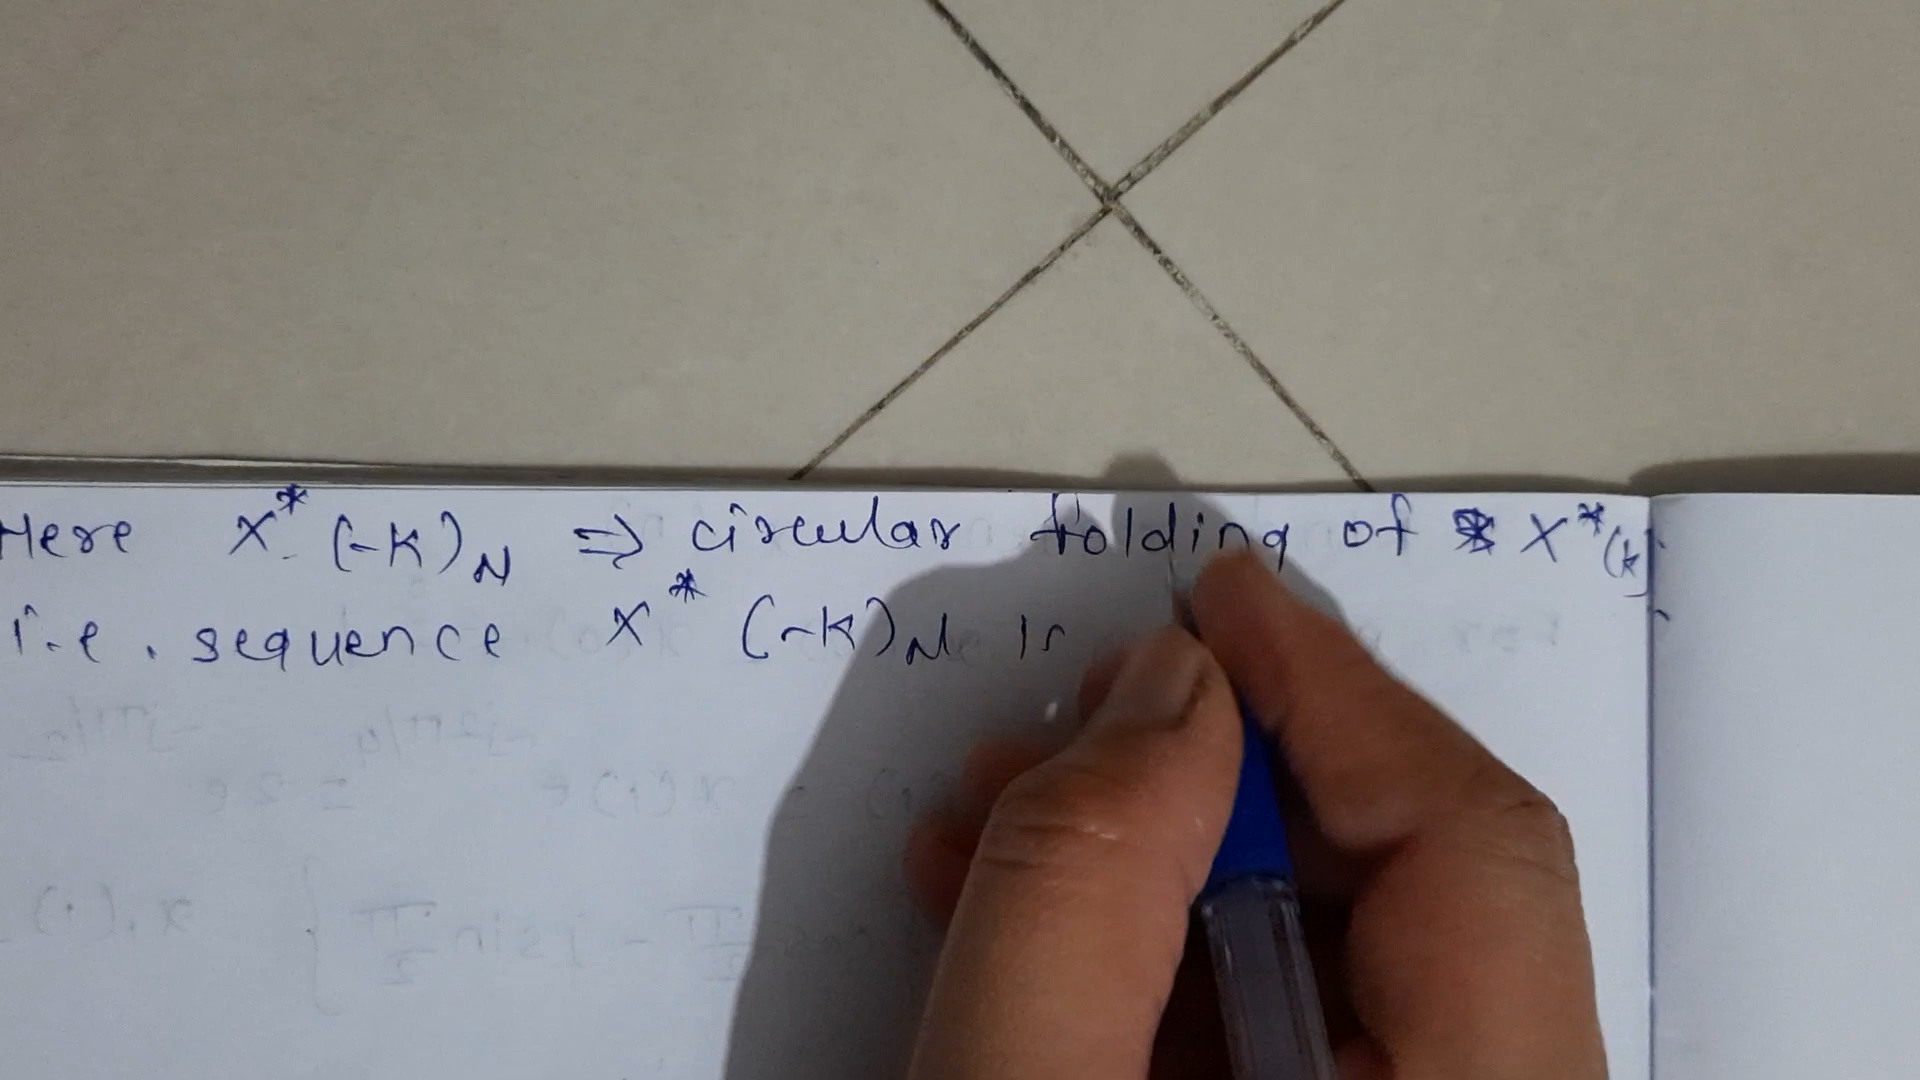 Here X* (-k)N ⇒ circular folding of X*(k)
i.e. sequence X* (-k)N is